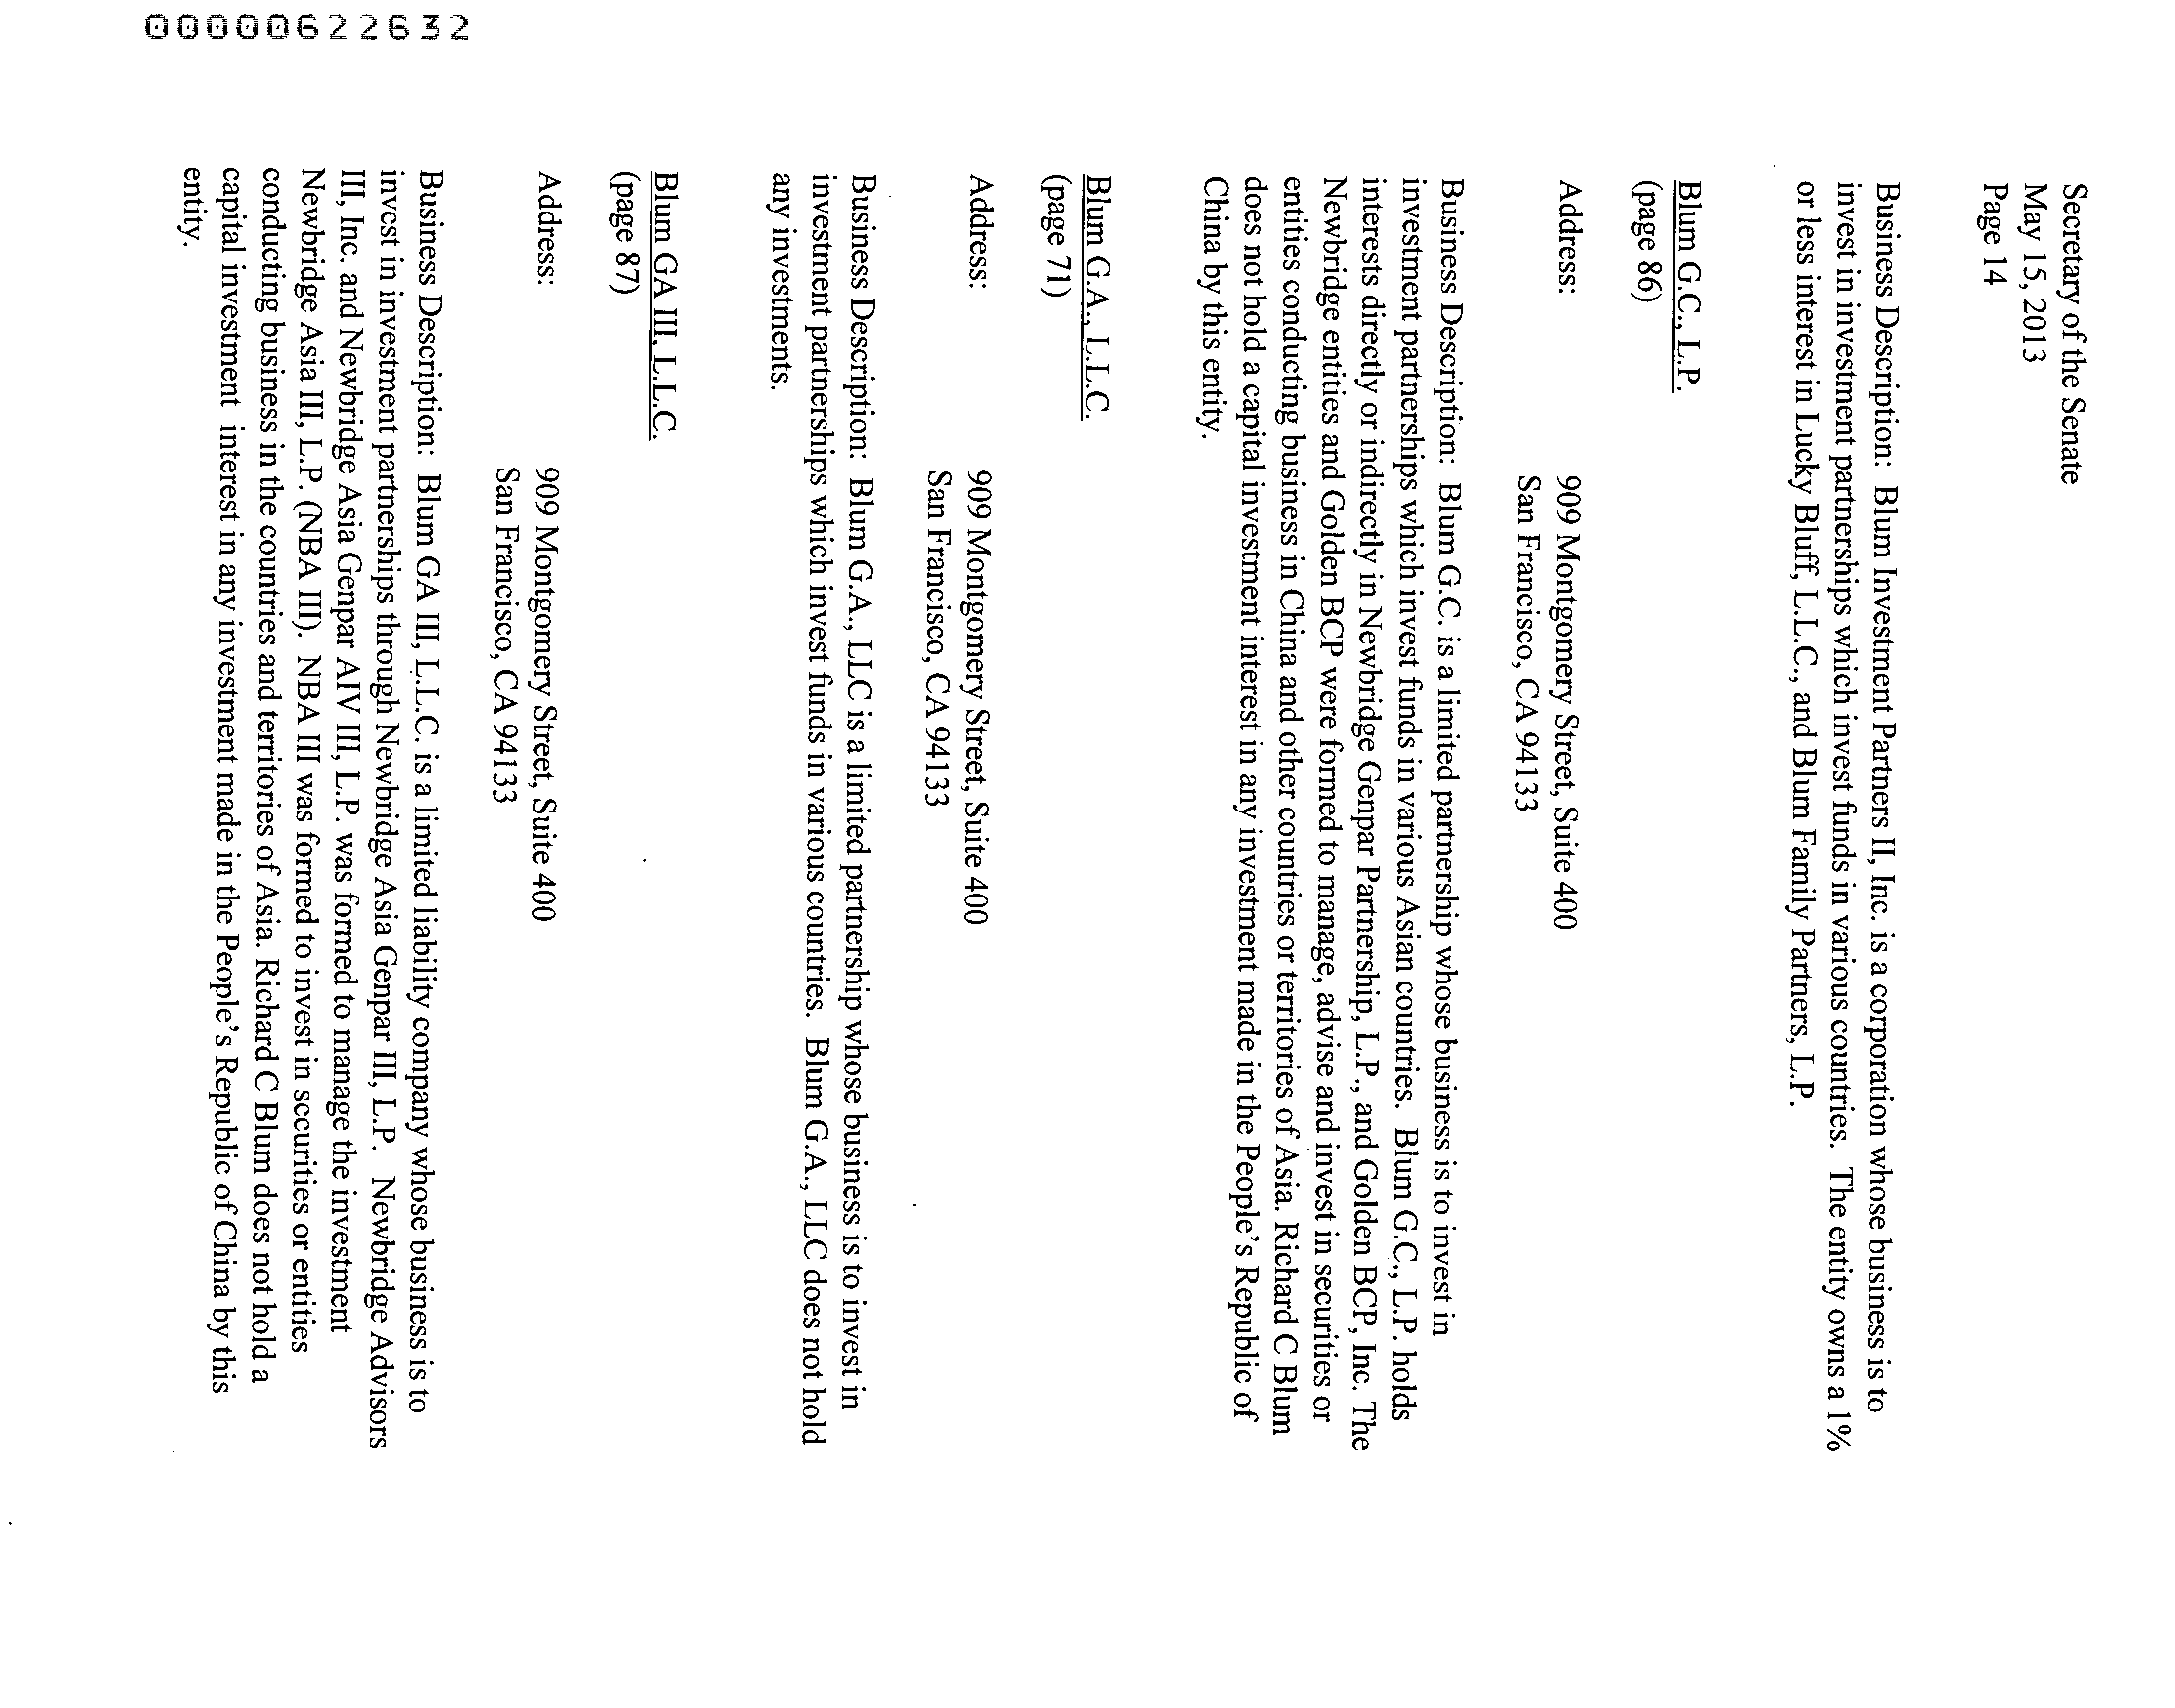 Secretary of the Senate
May 15, 2013
Page 14
Business Description:  Blum Investment Partners II, Inc. is a corporation whose business is to
invest in investment partnerships which invest funds in various countries.  The entity owns a 1%
or less interest in Lucky Bluff, L.L.C., and Blum Family Partners, L.P.
Blum G.C., L.P.
(page 86)
Address: 909 Montgomery Street, Suite 400
San Francisco, CA 94133
Business Description:  Blum G.C. is a limited partnership whose business is to invest in
investment partnerships which invest funds in various Asian countries.  Blum G.C., L.P. holds
interests directly or indirectly in Newbridge Genpar Partnership, L.P., and Golden BCP, Inc. The
Newbridge entities and Golden BCP were formed to manage, advise and invest in securities or
entities conducting business in China and other countries or territories of Asia. Richard C Blum
does not hold a capital investment interest in any investment made in the People's Republic of
China by this entity.
Blum G.A., L.L.C.
(page 71)
Address: 909 Montgomery Street, Suite 400
San Francisco, CA 94133
Business Description:  Blum G.A., LLC is a limited partnership whose business is to invest in
investment partnerships which invest funds in various countries.  Blum G.A., LLC does not hold
any investments.
Blum GA III, L.L.C.
(page 87)
Address: 909 Montgomery Street, Suite 400
San Francisco, CA 94133
Business Description:  Blum GA III, L.L.C. is a limited liability company whose business is to
invest in investment partnerships through Newbridge Asia Genpar III, L.P.  Newbridge Advisors
III, Inc. and Newbridge Asia Genpar AIV III, L.P. was formed to manage the investment
Newbridge Asia III, L.P. (NBA III).  NBA III was formed to invest in securities or entities
conducting business in the countries and territories of Asia. Richard C Blum does not hold a
capital investment  interest in any investment made in the People's Republic of China by this
entity.
00000622632